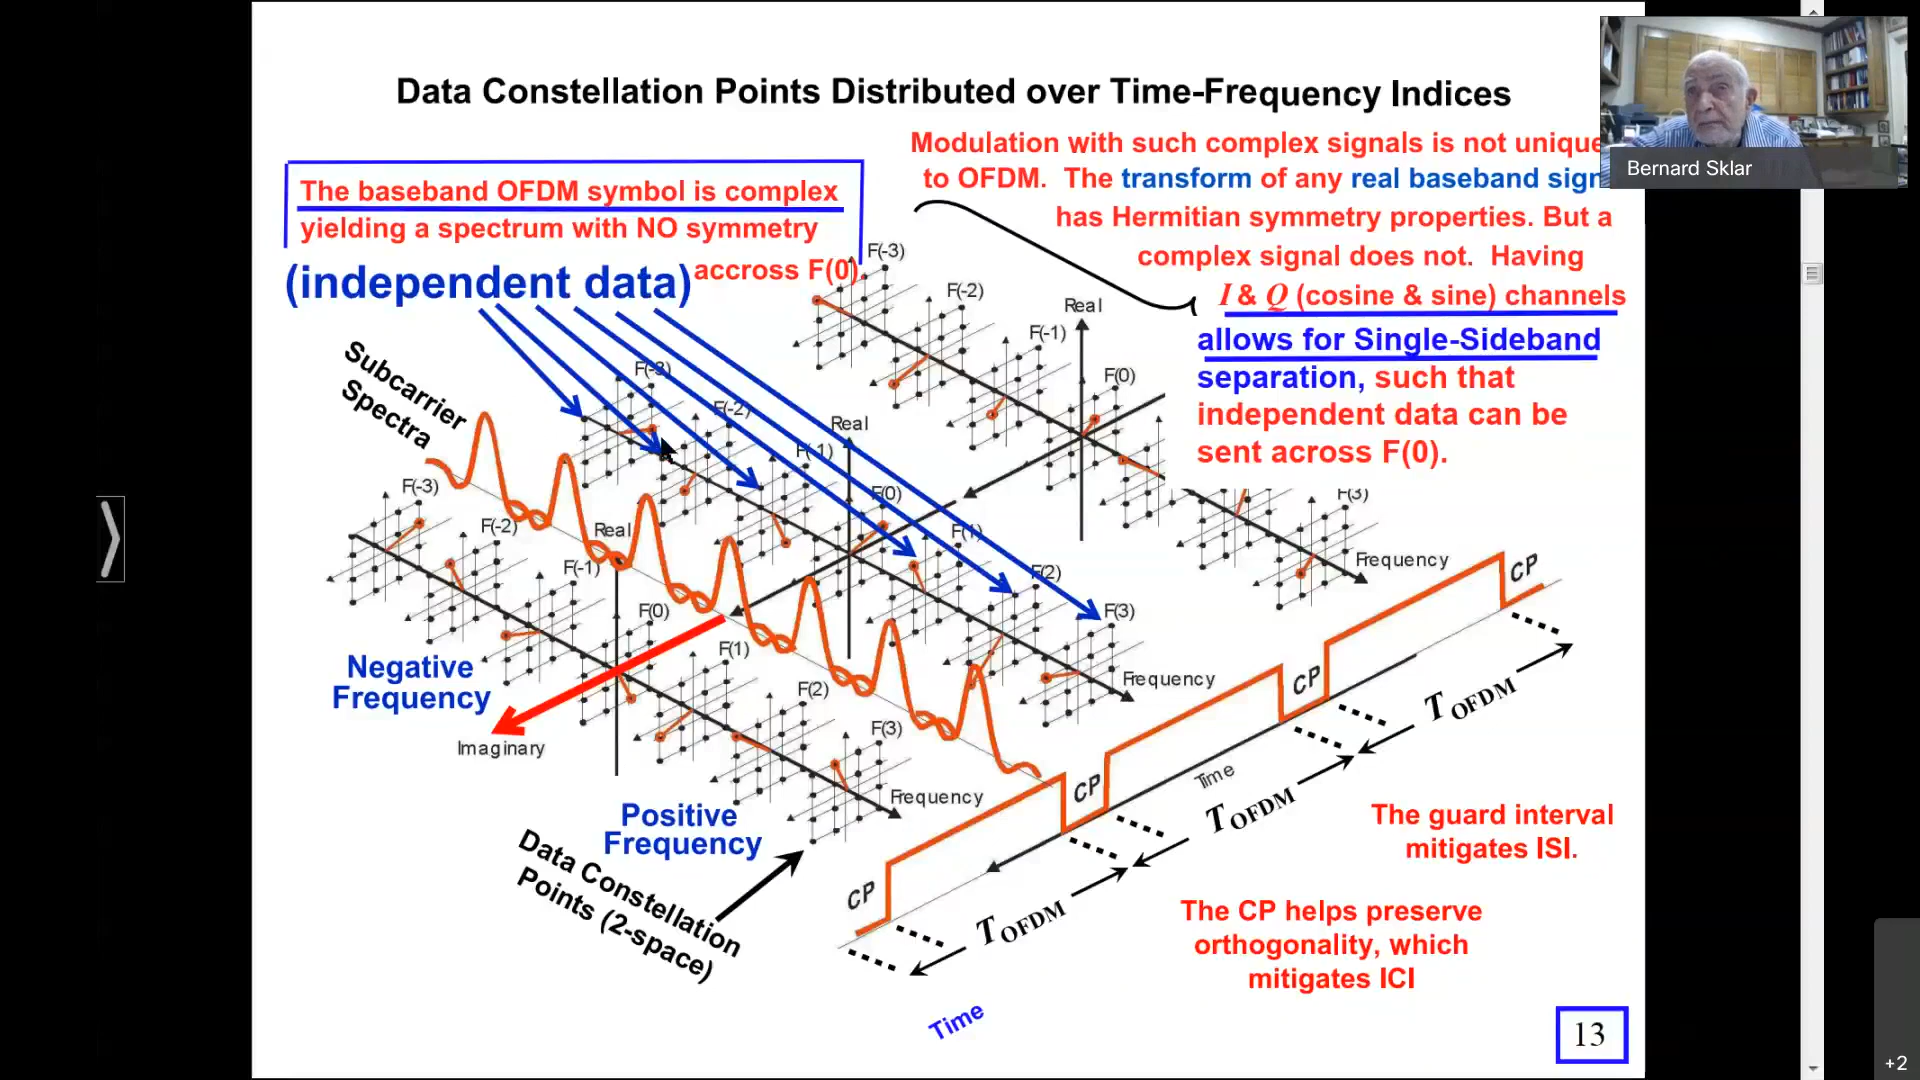 Data Constellation Points Distributed over Time-Frequency Indices
Bernard Sklar
Modulation with such complex signals is not unique
to OFDM. The transform of any real baseband sign
has Hermitian symmetry properties. But a
complex signal does not. Having
I & Q (cosine & sine) channels
allows for Single-Sideband
separation, such that
independent data can be
sent across F(0).
The baseband OFDM symbol is complex
yielding a spectrum with NO symmetry
accross F(0).
(independent data)
Subcarrier
Spectra
F(-3)
F(-2)
F(-1)
Real
F(0)
F(3)
Frequency
F(-3)
F(-2)
F(-1)
Real
F(0)
F(1)
F(2)
F(3)
Frequency
F(-3)
F(-2)
F(-1)
Real
F(0)
F(1)
F(2)
F(3)
Frequency
Imaginary
Negative
Frequency
Positive
Frequency
Data Constellation
Points (2-space)
CP
CP
CP
CP
Time
TOFDM
TOFDM
TOFDM
The guard interval
mitigates ISI.
The CP helps preserve
orthogonality, which
mitigates ICI
Time
13
+2